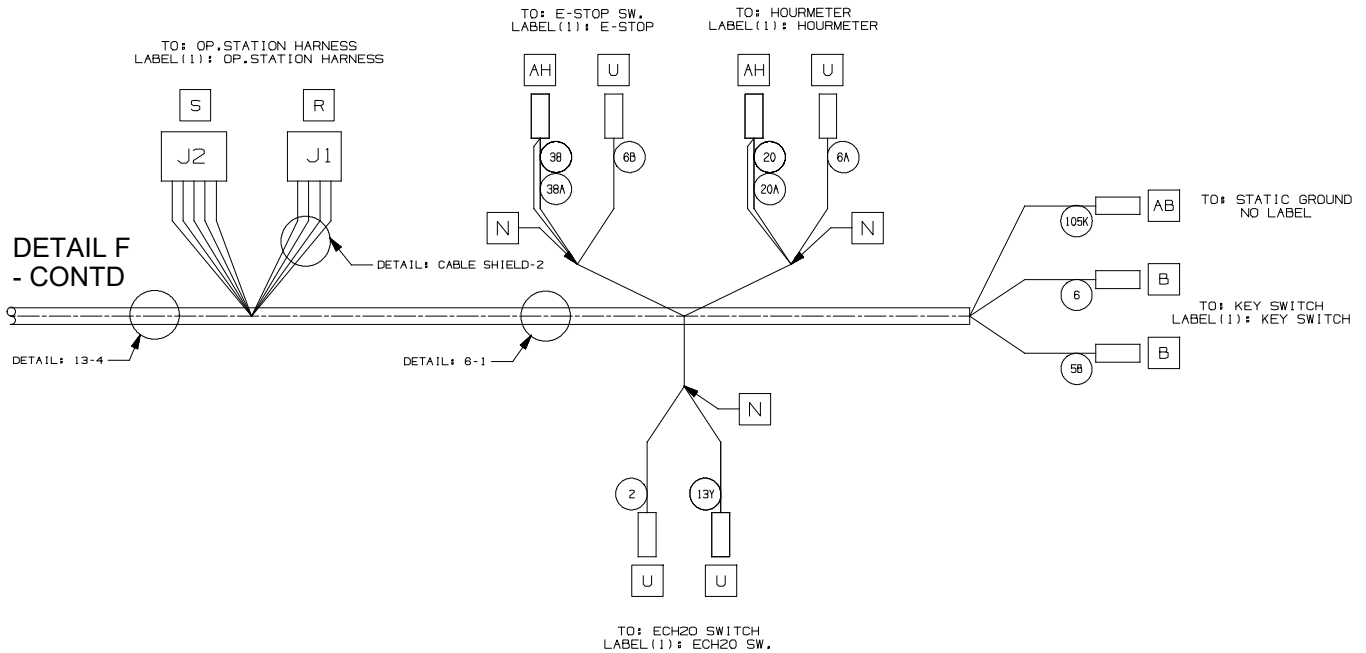 TO: OP.STATION HARNESS
LABEL(1): OP.STATION HARNESS
S
R
J2
J1
DETAIL: CABLE SHIELD-2
DETAIL F
- CONTD
DETAIL: 13-4
TO: E-STOP SW.
LABEL(1): E-STOP
AH
U
38
38A
6B
N
TO: HOURMETER
LABEL(1): HOURMETER
AH
U
20
20A
6A
N
DETAIL: 6-1
105K
AB
TO: STATIC GROUND
NO LABEL
6
B
TO: KEY SWITCH
LABEL(1): KEY SWITCH
5B
B
N
2
13Y
U
U
TO: ECH2O SWITCH
LABEL(1): ECH2O SW.